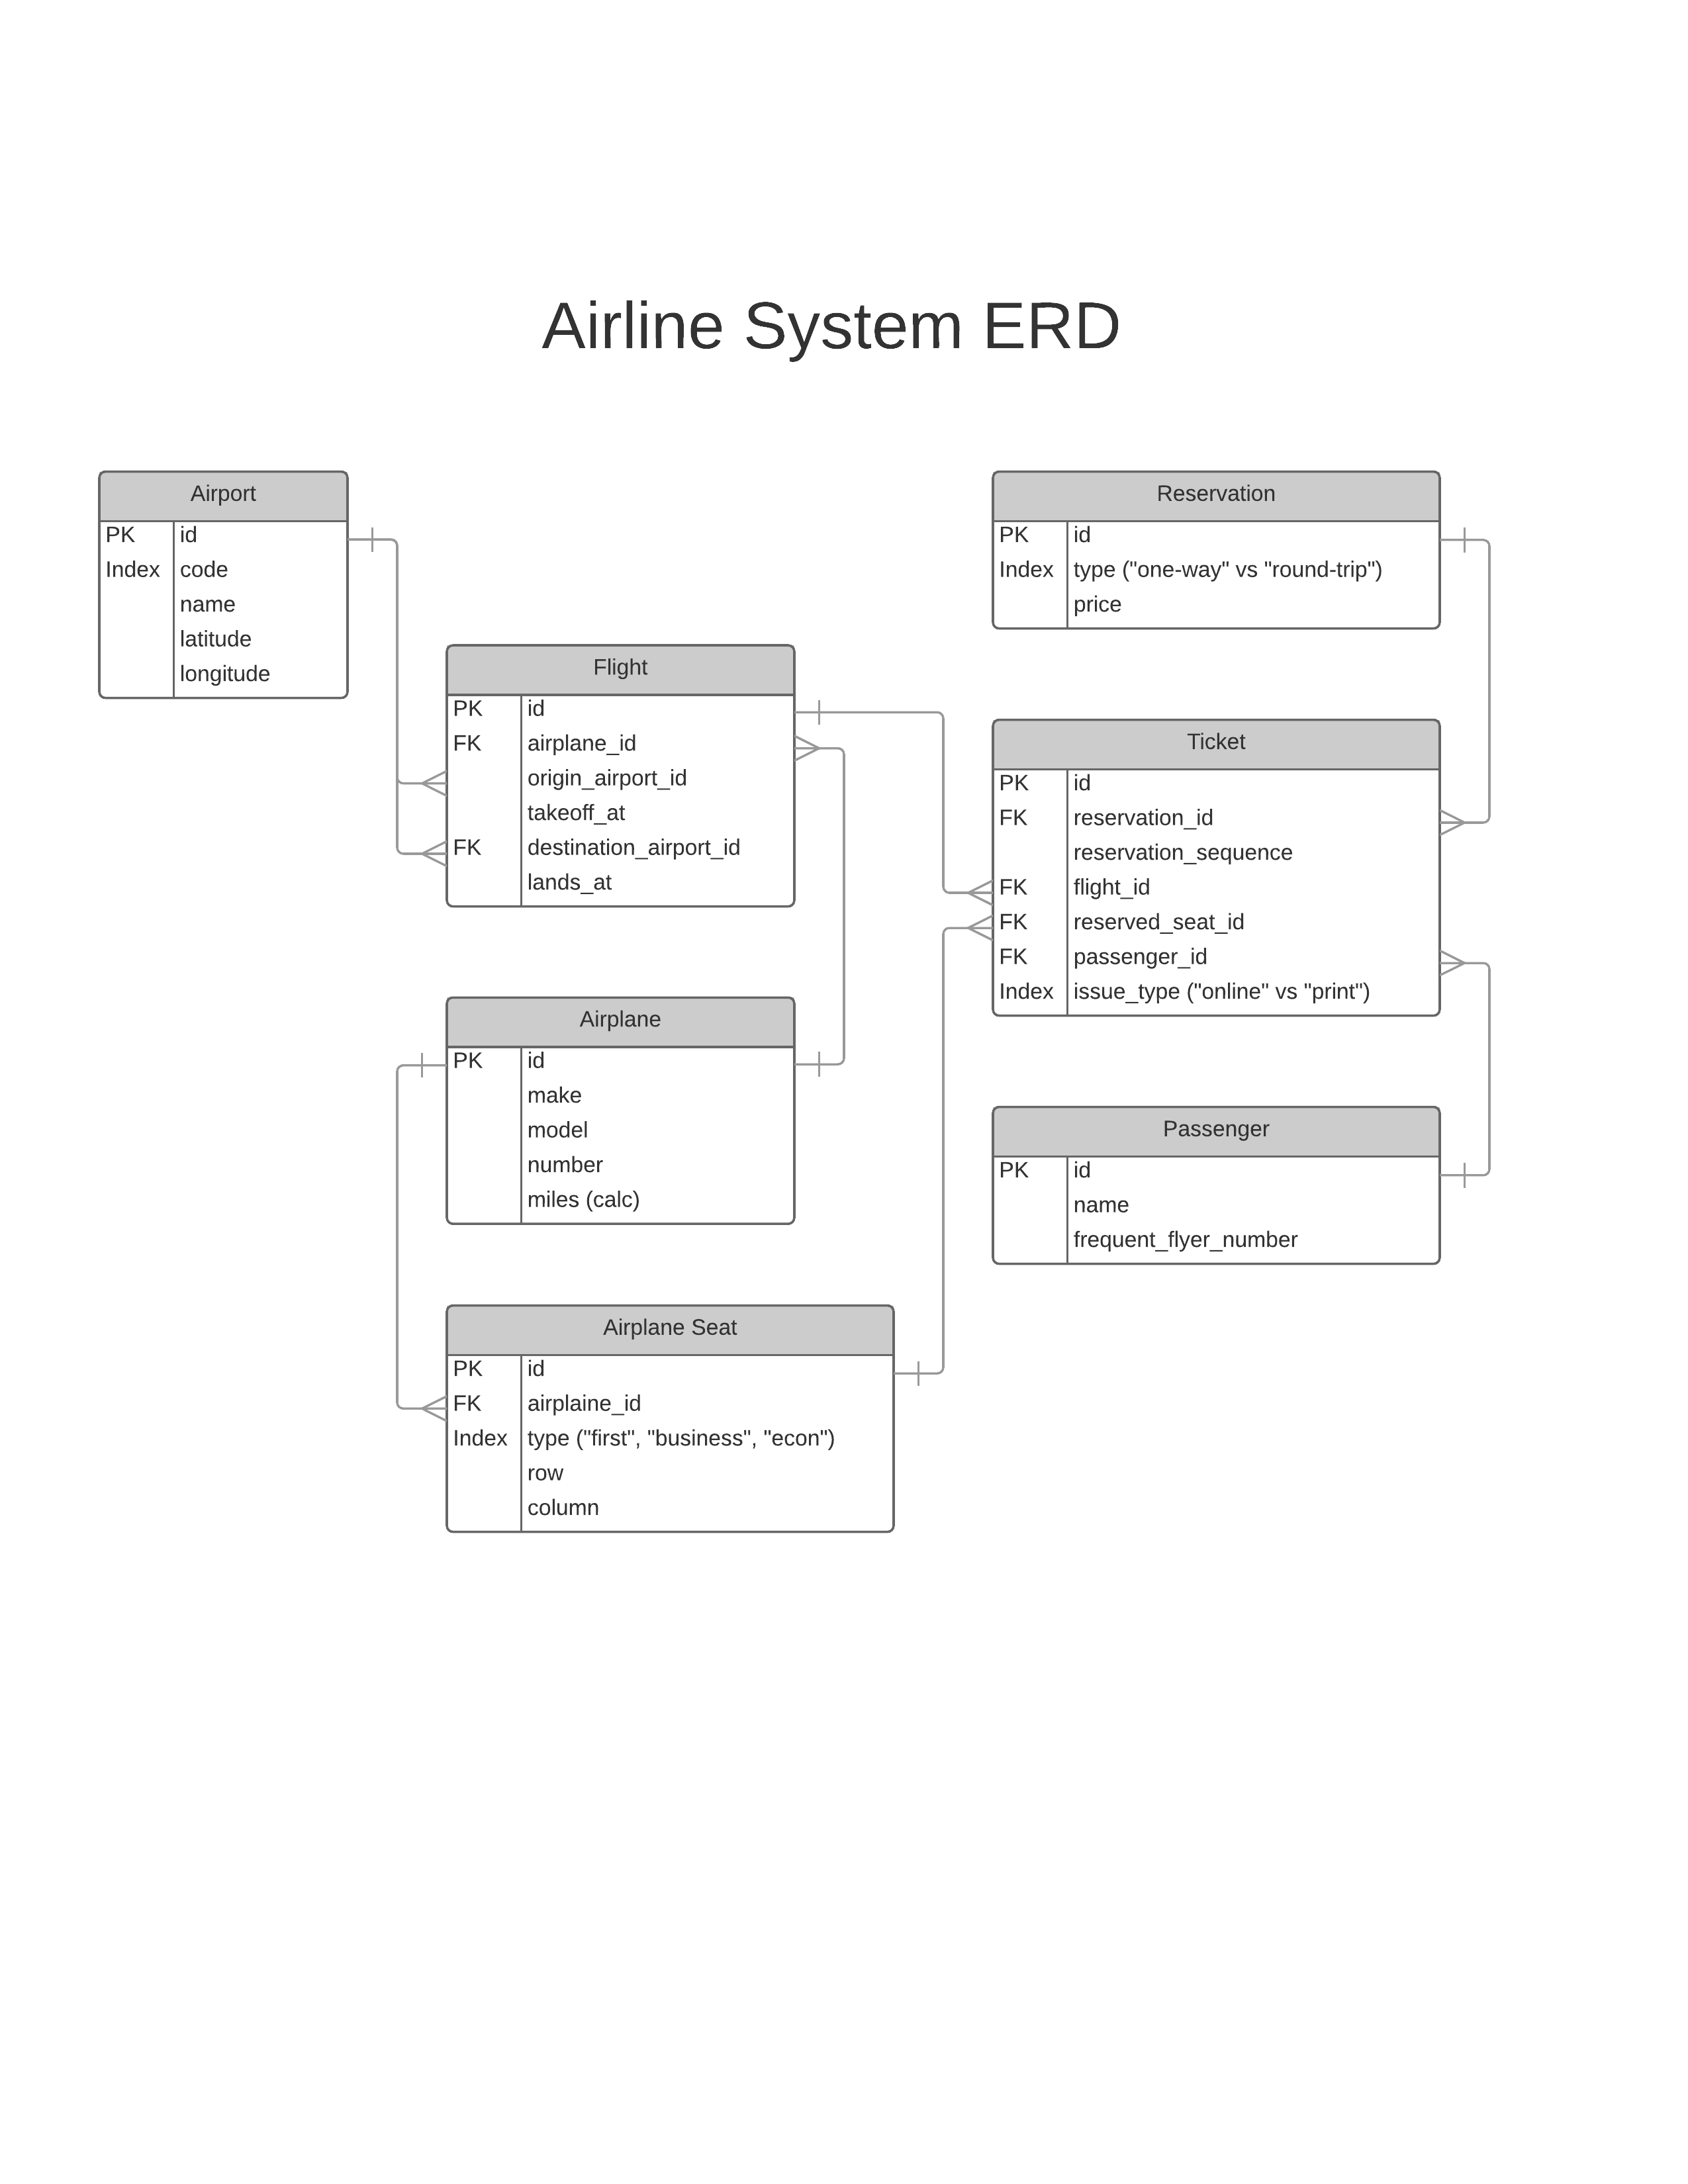 Airline System ERD
Airport
PK id
Index code
name
latitude
longitude
Flight
PK id
FK airplane_id
origin_airport_id
takeoff_at
FK destination_airport_id
lands_at
Airplane
PK id
make
model
number
miles (calc)
Airplane Seat
PK id
FK airplaine_id
Index type ("first", "business", "econ")
row
column
Reservation
PK id
Index type ("one-way" vs "round-trip")
price
Ticket
PK id
FK reservation_id
reservation_sequence
FK flight_id
FK reserved_seat_id
FK passenger_id
Index issue_type ("online" vs "print")
Passenger
PK id
name
frequent_flyer_number